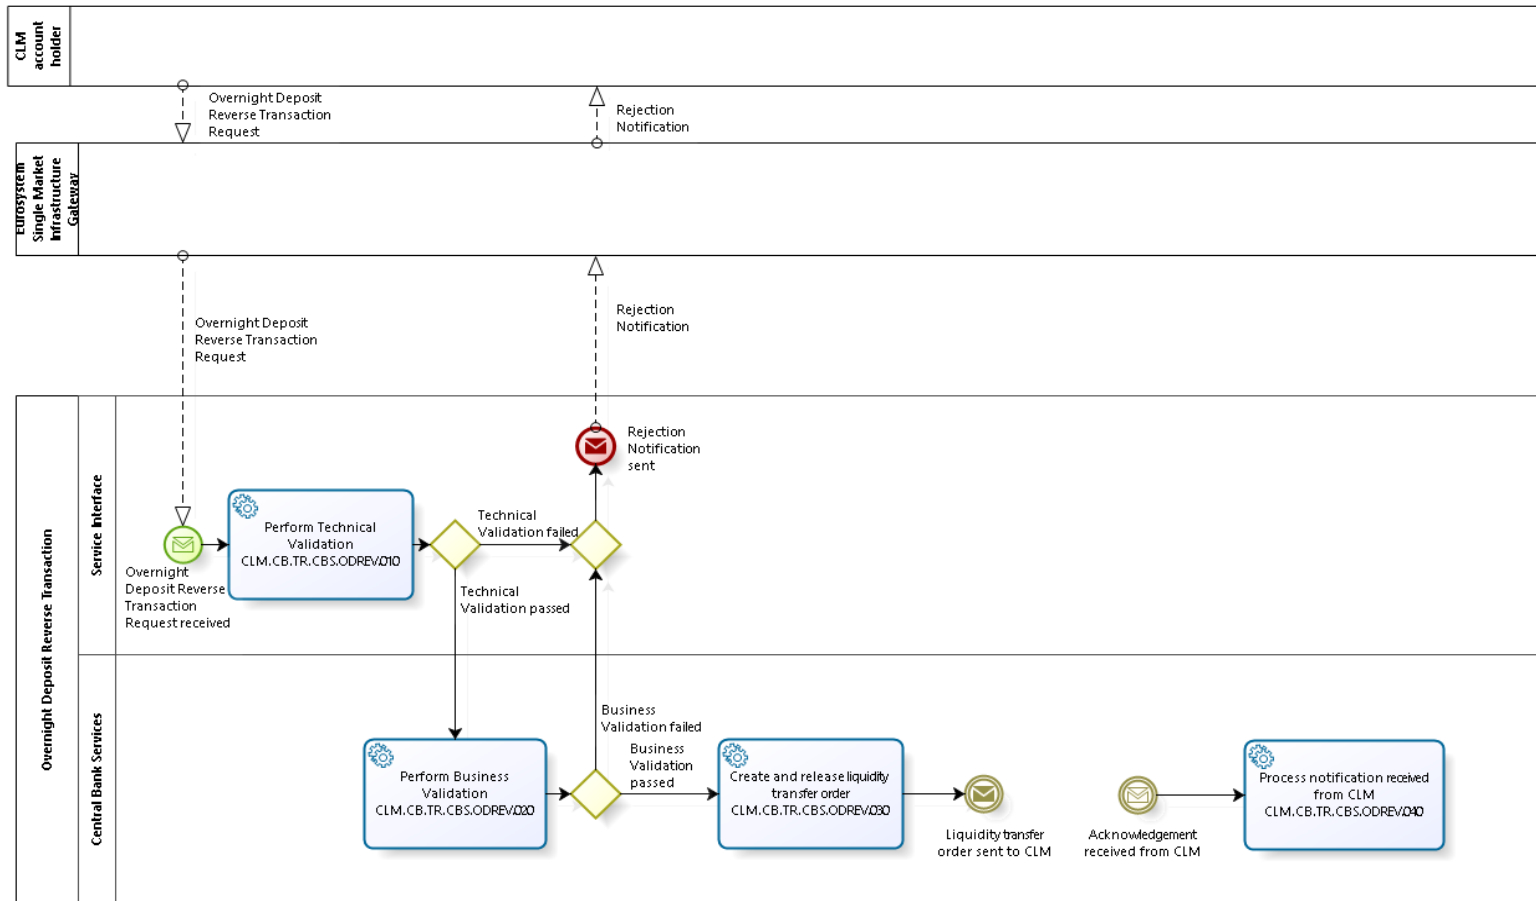 CLM
account
holder
Overnight Deposit
Reverse Transaction
Request
Rejection
Notification
Eurosystem
Single Market
Infrastructure
Gateway
Overnight Deposit
Reverse Transaction
Request
Rejection
Notification
Overnight Deposit Reverse Transaction
Service Interface
Rejection
Notification
sent
Perform Technical
Validation
CLM.CB.TR.CBS.ODREV.010
Technical
Validation failed
Overnight
Deposit Reverse
Transaction
Request received
Technical
Validation passed
Central Bank Services
Business
Validation failed
Business
Validation
passed
Perform Business
Validation
CLM.CB.TR.CBS.ODREV.020
Create and release liquidity
transfer order
CLM.CB.TR.CBS.ODREV.030
Liquidity transfer
order sent to CLM
Acknowledgement
received from CLM
Process notification received
from CLM
CLM.CB.TR.CBS.ODREV.040